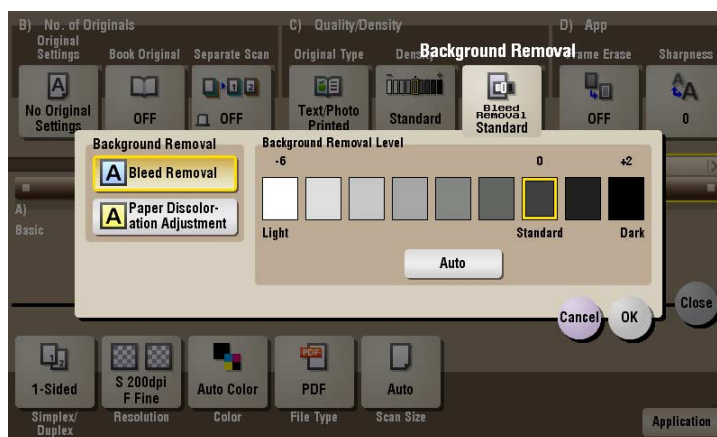 B) No. of Originals
C) Quality/Density
D) App
Original
Settings
Book Original
Separate Scan
Original Type
Density
Background Removal
Frame Erase
Sharpness
No Original
Settings
OFF
OFF
Text/Photo
Printed
Standard
Bleed
Removal
Standard
OFF
0
Background Removal
Bleed Removal
Paper Discolor-
ation Adjustment
Background Removal Level
-6
0
+2
Light
Standard
Dark
Auto
A)
Basic
Cancel
OK
Close
1-Sided
S 200dpi
F Fine
Auto Color
PDF
Auto
Simplex/
Duplex
Resolution
Color
File Type
Scan Size
Application